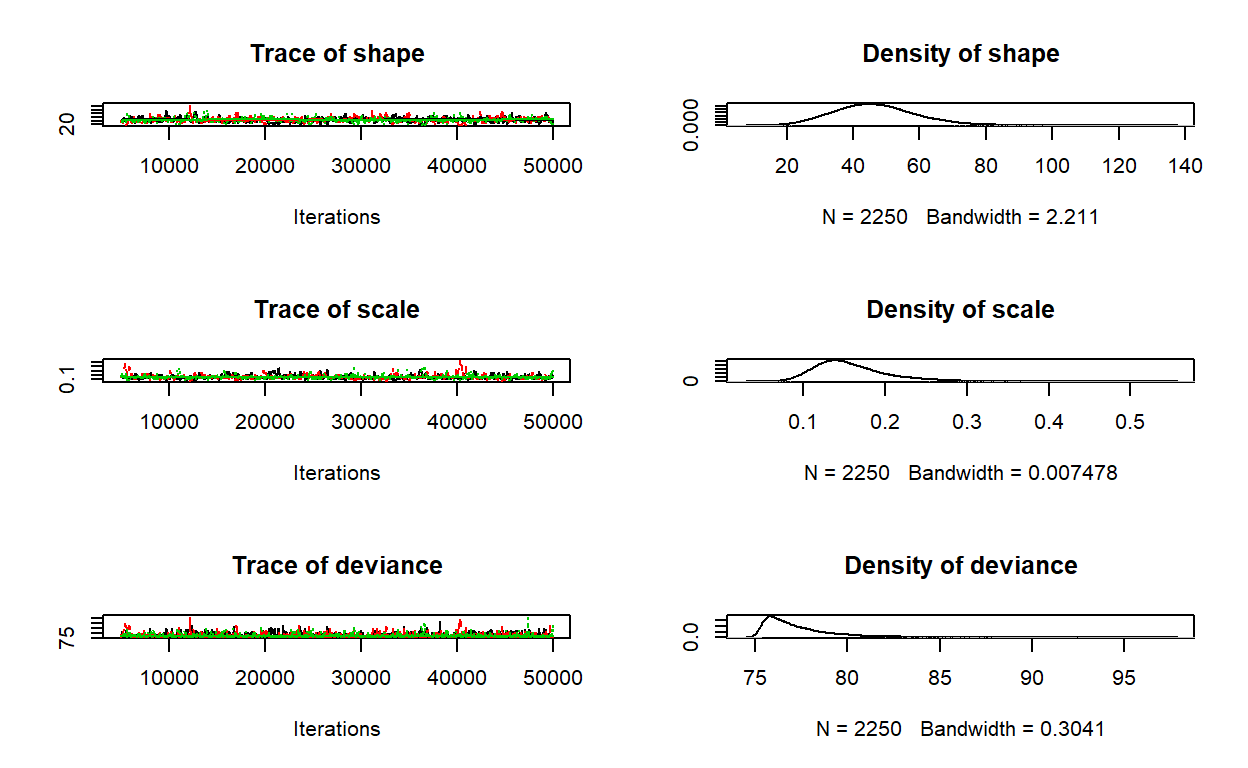 Trace of shape
20
10000 20000 30000 40000 50000
Iterations
Density of shape
0.000
20 40 60 80 100 120 140
N = 2250 Bandwidth = 2.211
Trace of scale
0.1
10000 20000 30000 40000 50000
Iterations
Density of scale
0
0.1 0.2 0.3 0.4 0.5
N = 2250 Bandwidth = 0.007478
Trace of deviance
75
10000 20000 30000 40000 50000
Iterations
Density of deviance
0.0
75 80 85 90 95
N = 2250 Bandwidth = 0.3041